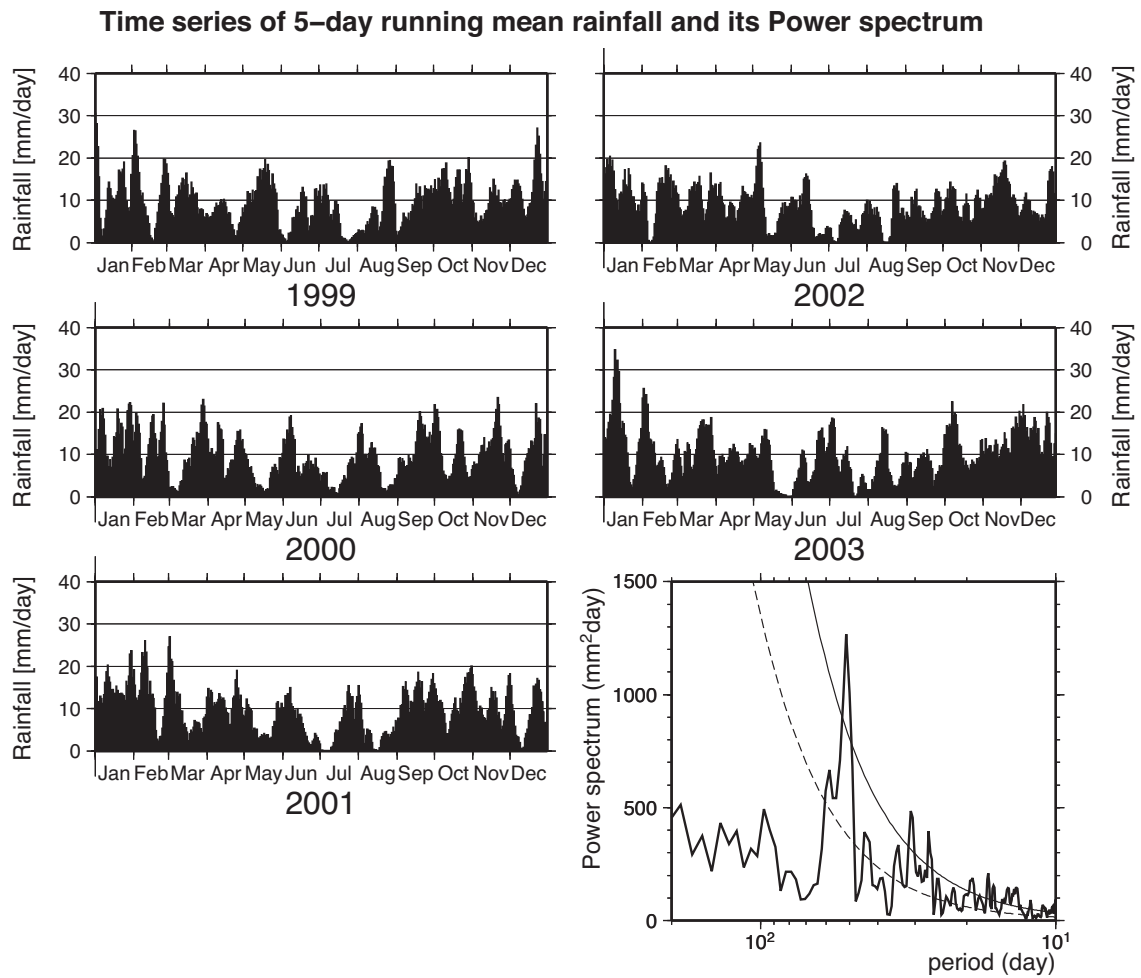 Time series of 5-day running mean rainfall and its Power spectrum
Rainfall [mm/day]
40
30
20
10
0
Jan Feb Mar Apr May Jun Jul Aug Sep Oct Nov Dec
1999
40
30
20
10
0
Rainfall [mm/day]
Jan Feb Mar Apr May Jun Jul Aug Sep Oct Nov Dec
2002
Rainfall [mm/day]
40
30
20
10
0
Jan Feb Mar Apr May Jun Jul Aug Sep Oct Nov Dec
2000
40
30
20
10
0
Rainfall [mm/day]
Jan Feb Mar Apr May Jun Jul Aug Sep Oct Nov Dec
2003
Rainfall [mm/day]
40
30
20
10
0
Jan Feb Mar Apr May Jun Jul Aug Sep Oct Nov Dec
2001
Power spectrum (mm²day)
1500
1000
500
0
10² 10¹
period (day)